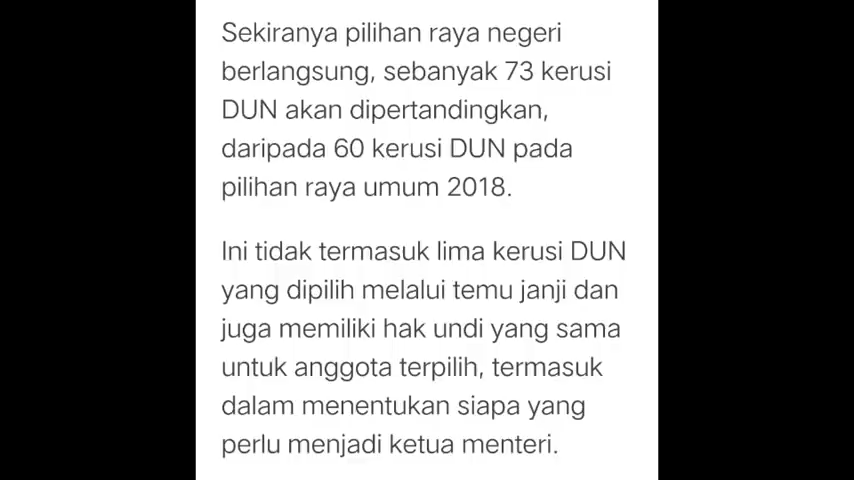 Sekiranya pilihan raya negeri
berlangsung, sebanyak 73 kerusi
DUN akan dipertandingkan,
daripada 60 kerusi DUN pada
pilihan raya umum 2018.
Ini tidak termasuk lima kerusi DUN
yang dipilih melalui temu janji dan
juga memiliki hak undi yang sama
untuk anggota terpilih, termasuk
dalam menentukan siapa yang
perlu menjadi ketua menteri.